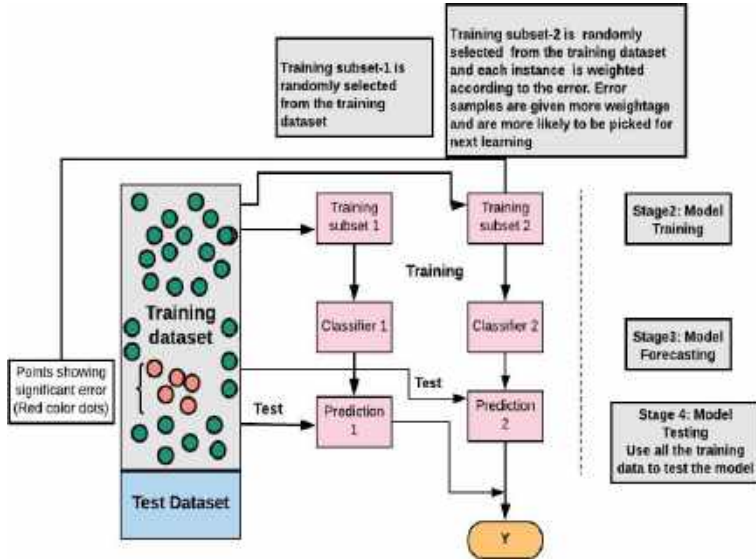 Training subset-1 is
randomly selected
from the training
dataset
Training subset-2 is randomly
selected from the training dataset
and each instance is weighted
according to the error. Error
samples are given more weightage
and are more likely to be picked for
next learning
Training
subset 1
Training
subset 2
Stage2: Model
Training
Training
Training
dataset
Classifier 1
Classifier 2
Stage3: Model
Forecasting
Points showing
significant error
(Red color dots)
Test
Test
Prediction
1
Prediction
2
Stage 4: Model
Testing
Use all the training
data to test the model
Test Dataset
Y